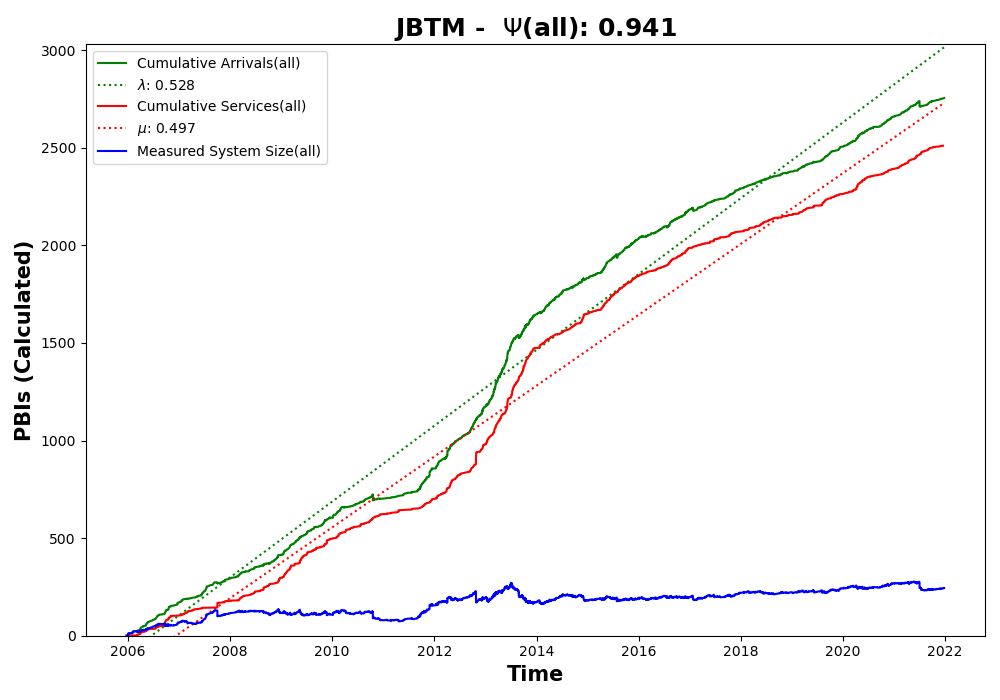 JBTM - Ψ(all): 0.941
Cumulative Arrivals(all)
λ: 0.528
Cumulative Services(all)
μ: 0.497
Measured System Size(all)
PBIs (Calculated)
3000
2500
2000
1500
1000
500
0
2006 2008 2010 2012 2014 2016 2018 2020 2022
Time